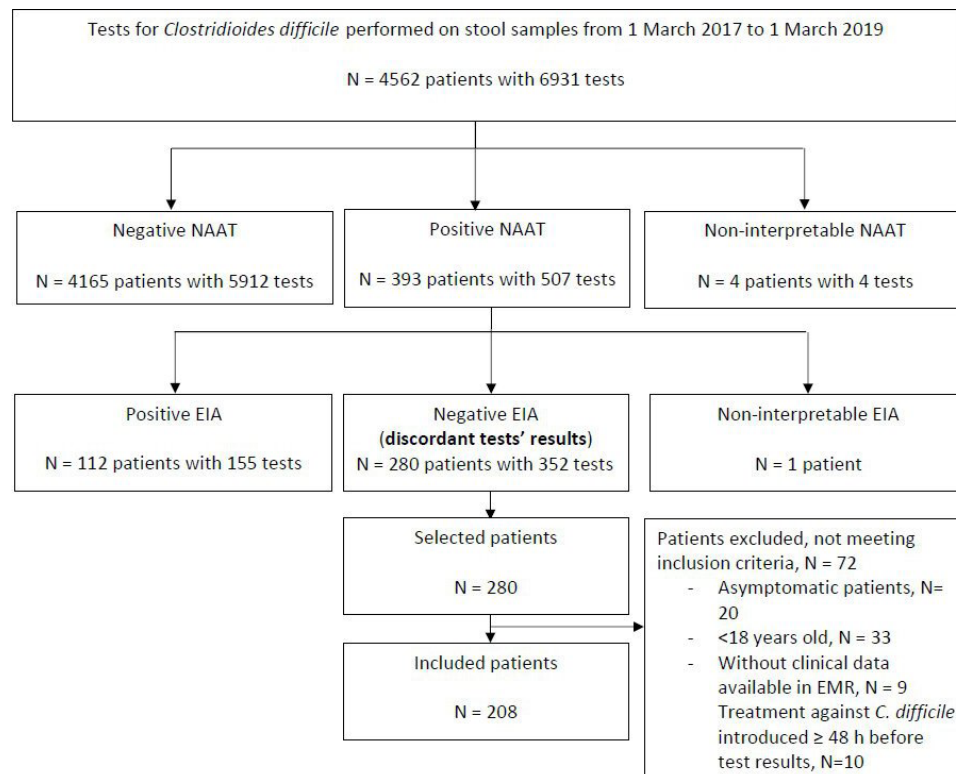 Tests for Clostridioides difficile performed on stool samples from 1 March 2017 to 1 March 2019
N = 4562 patients with 6931 tests
Negative NAAT
N = 4165 patients with 5912 tests
Positive NAAT
N = 393 patients with 507 tests
Non-interpretable NAAT
N = 4 patients with 4 tests
Positive EIA
N = 112 patients with 155 tests
Negative EIA
(discordant tests’ results)
N = 280 patients with 352 tests
Non-interpretable EIA
N = 1 patient
Selected patients
N = 280
Patients excluded, not meeting
inclusion criteria, N = 72
- Asymptomatic patients, N=
20
- <18 years old, N = 33
- Without clinical data
available in EMR, N = 9
Treatment against C. difficile
introduced ≥ 48 h before
test results, N=10
Included patients
N = 208